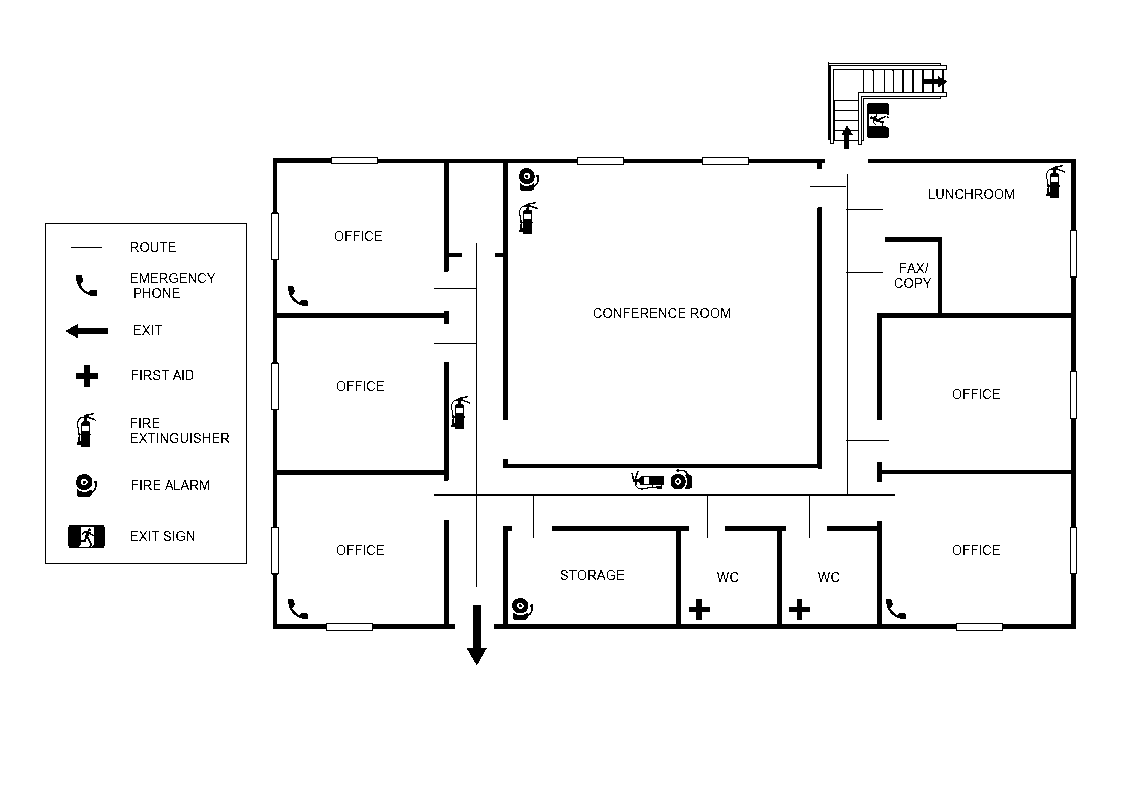 ROUTE
EMERGENCY
PHONE
EXIT
FIRST AID
FIRE
EXTINGUISHER
FIRE ALARM
EXIT SIGN
OFFICE
OFFICE
OFFICE
CONFERENCE ROOM
LUNCHROOM
FAX/
COPY
OFFICE
OFFICE
STORAGE
WC
WC